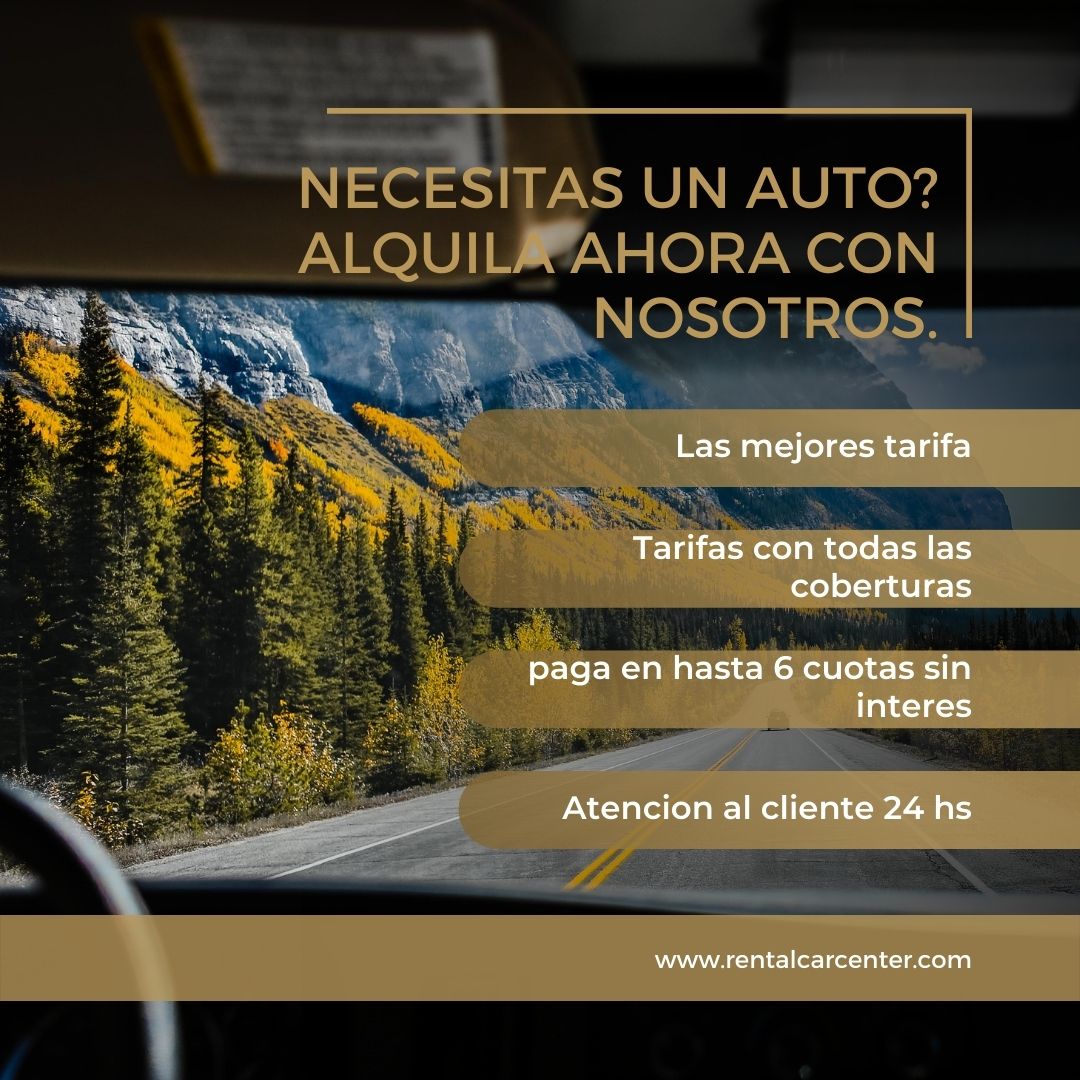 NECESITAS UN AUTO?
ALQUILA AHORA CON
NOSOTROS.
Las mejores tarifa
Tarifas con todas las
coberturas
paga en hasta 6 cuotas sin
interes
Atencion al cliente 24 hs
www.rentalcarcenter.com